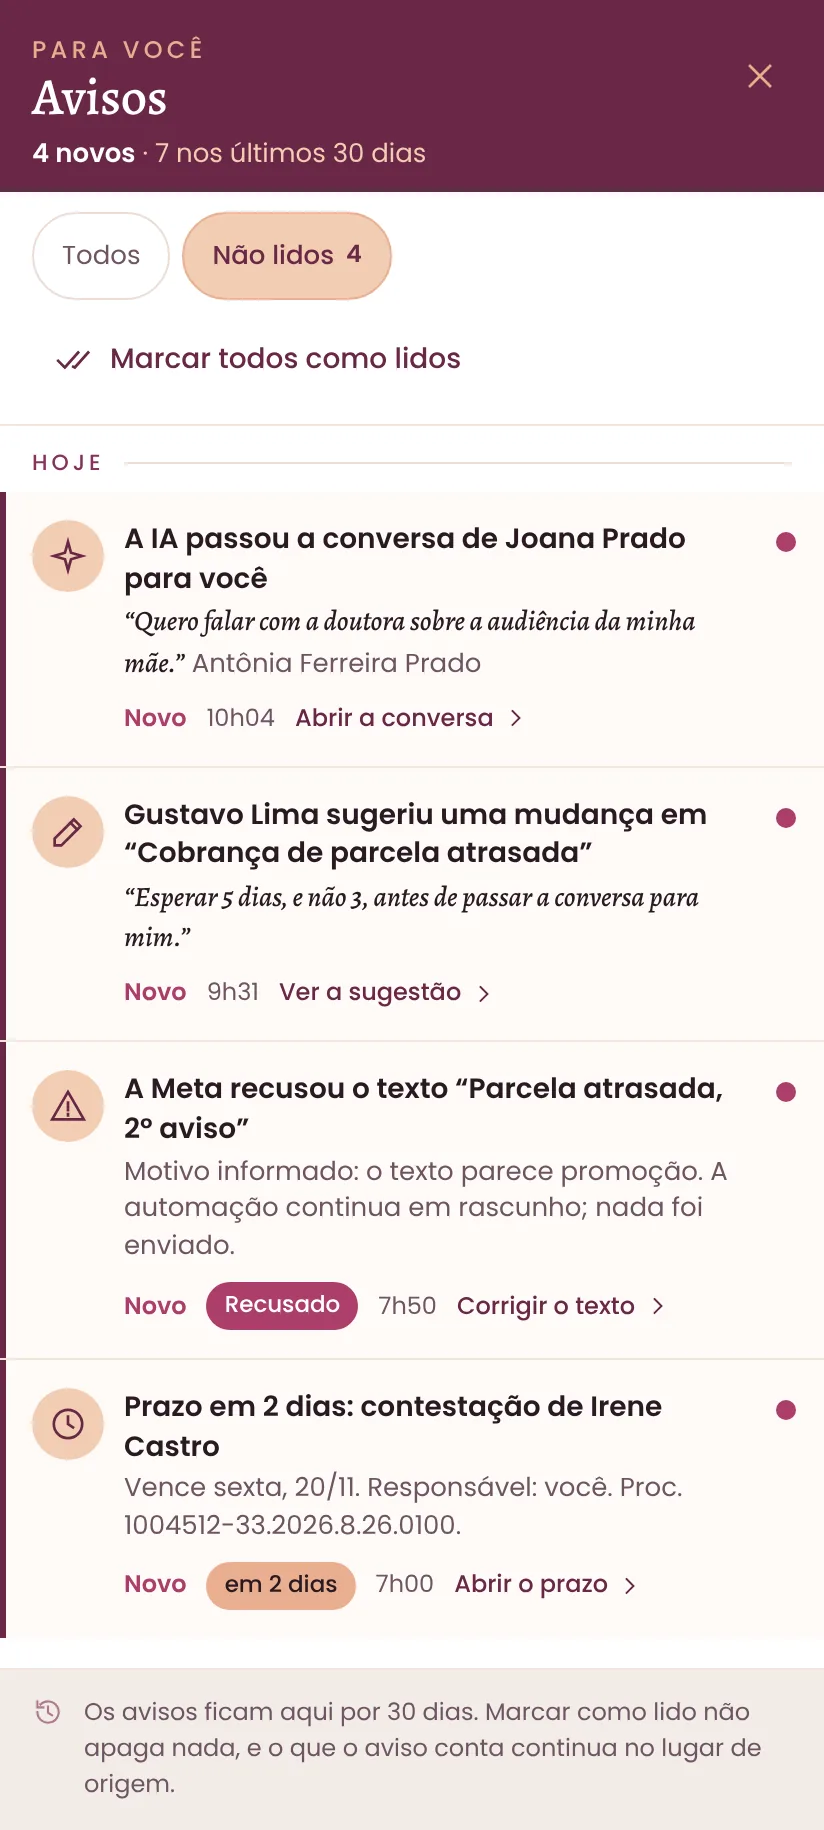 PARA VOCÊ
Avisos
4 novos · 7 nos últimos 30 dias
Todos
Não lidos 4
Marcar todos como lidos
HOJE
A IA passou a conversa de Joana Prado
para você
“Quero falar com a doutora sobre a audiência da minha
mãe.” Antônia Ferreira Prado
Novo 10h04 Abrir a conversa
Gustavo Lima sugeriu uma mudança em
“Cobrança de parcela atrasada”
“Esperar 5 dias, e não 3, antes de passar a conversa para
mim.”
Novo 9h31 Ver a sugestão
A Meta recusou o texto “Parcela atrasada,
2º aviso”
Motivo informado: o texto parece promoção. A
automação continua em rascunho; nada foi
enviado.
Novo Recusado 7h50 Corrigir o texto
Prazo em 2 dias: contestação de Irene
Castro
Vence sexta, 20/11. Responsável: você. Proc.
1004512-33.2026.8.26.0100.
Novo em 2 dias 7h00 Abrir o prazo
Os avisos ficam aqui por 30 dias. Marcar como lido não
apaga nada, e o que o aviso conta continua no lugar de
origem.